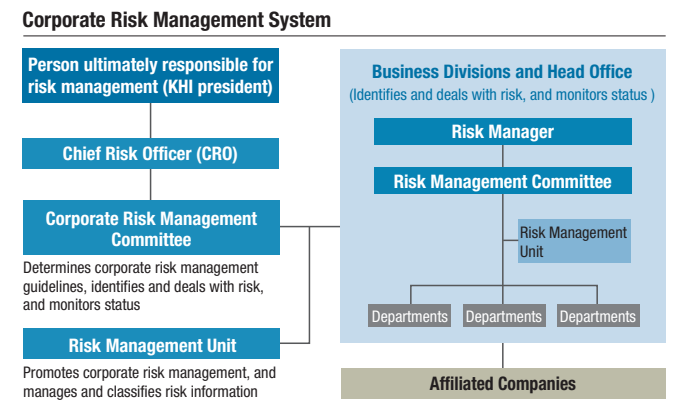 Corporate Risk Management System
Person ultimately responsible for
risk management (KHI president)
Chief Risk Officer (CRO)
Corporate Risk Management
Committee
Determines corporate risk management
guidelines, identifies and deals with risk,
and monitors status
Risk Management Unit
Promotes corporate risk management, and
manages and classifies risk information
Business Divisions and Head Office
(Identifies and deals with risk, and monitors status )
Risk Manager
Risk Management Committee
Risk Management
Unit
Departments
Departments
Departments
Affiliated Companies